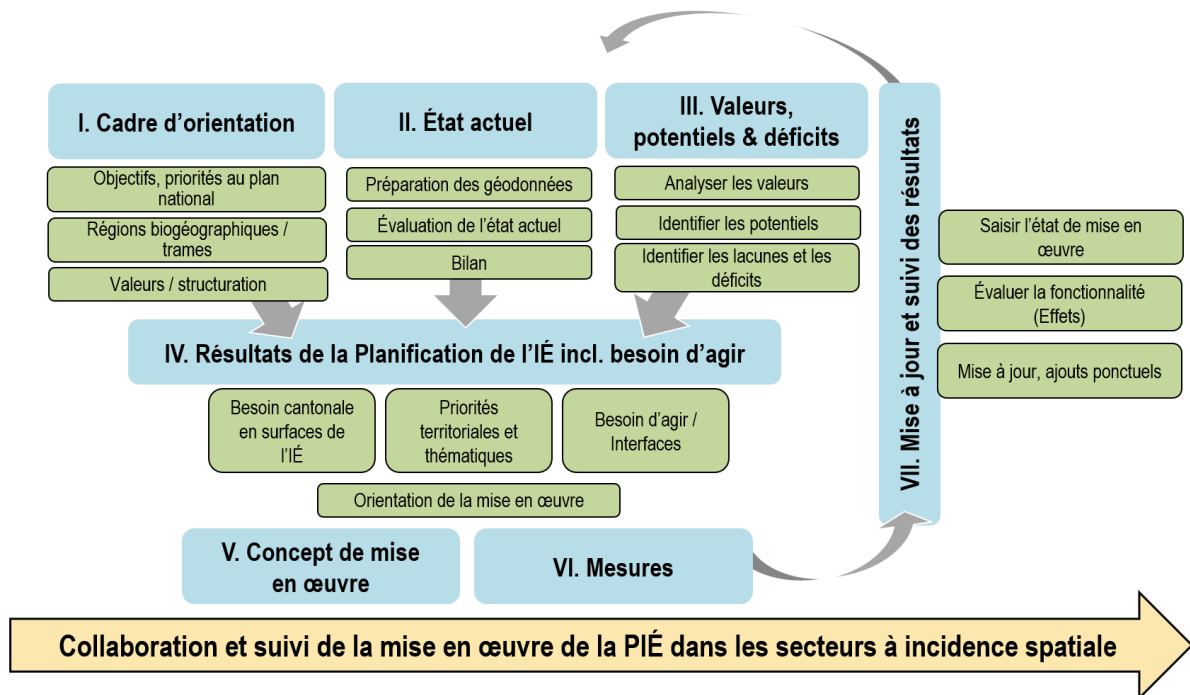 I. Cadre d’orientation
Objectifs, priorités au plan
national
Régions biogéographiques /
trames
Valeurs / structuration
II. État actuel
Préparation des géodonnées
Évaluation de l’état actuel
Bilan
III. Valeurs,
potentiels & déficits
Analyser les valeurs
Identifier les potentiels
Identifier les lacunes et les
déficits
IV. Résultats de la Planification de l’IÉ incl. besoin d’agir
Besoin cantonale
en surfaces de
l’IÉ
Priorités
territoriales et
thématiques
Besoin d’agir /
Interfaces
Orientation de la mise en œuvre
V. Concept de mise
en œuvre
VI. Mesures
VII. Mise à jour et suivi des résultats
Saisir l’état de mise en
œuvre
Évaluer la fonctionnalité
(Effets)
Mise à jour, ajouts ponctuels
Collaboration et suivi de la mise en œuvre de la PIÉ dans les secteurs à incidence spatiale